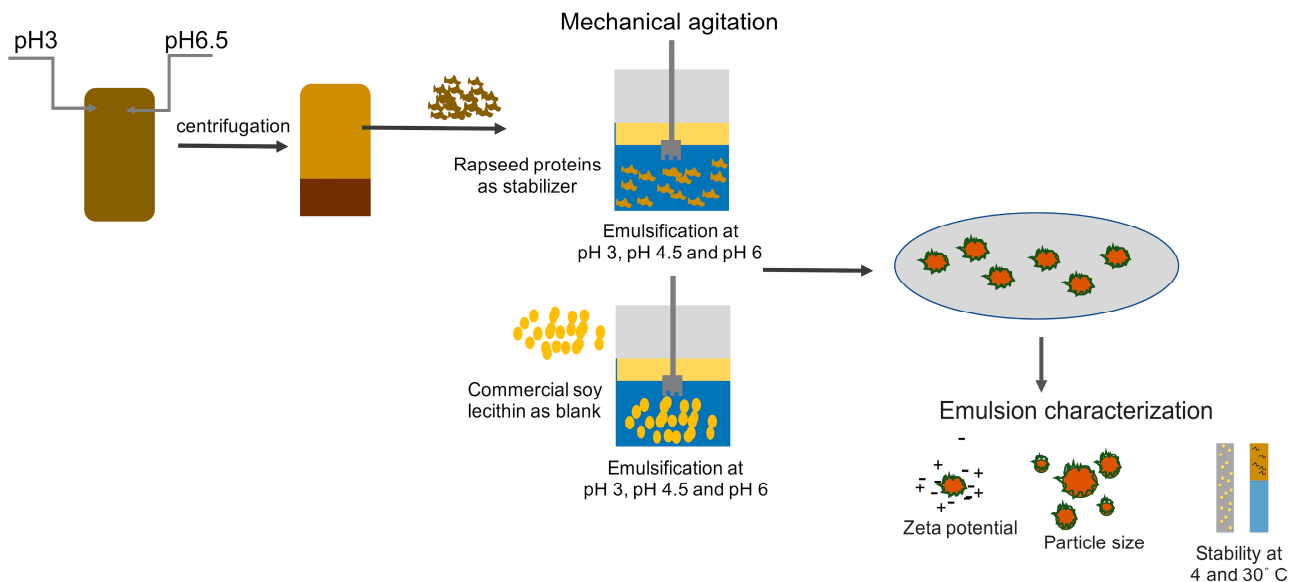 Mechanical agitation
pH3
pH6.5
centrifugation
Rapseed proteins
as stabilizer
Emulsification at
pH 3, pH 4.5 and pH 6
Commercial soy
lecithin as blank
Emulsification at
pH 3, pH 4.5 and pH 6
Emulsion characterization
-
+ - +
- -
+ - - +
- + + -
Zeta potential
Particle size
Stability at
4 and 30° C